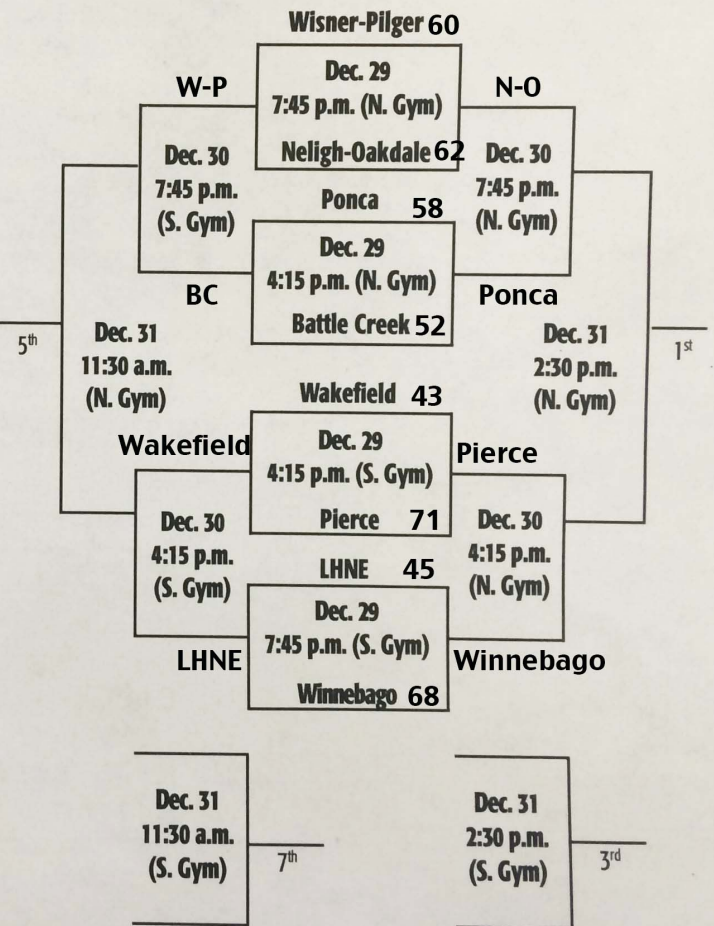 Wisner-Pilger 60
W-P
Dec. 29
7:45 p.m. (N. Gym)
N-O
Neligh-Oakdale 62
Dec. 30
7:45 p.m.
(S. Gym)
Dec. 30
7:45 p.m.
(N. Gym)
Ponca 58
Dec. 29
4:15 p.m. (N. Gym)
BC
Ponca
Battle Creek 52
5th
Dec. 31
11:30 a.m.
(N. Gym)
Dec. 31
2:30 p.m.
(N. Gym)
1st
Wakefield 43
Wakefield
Dec. 29
4:15 p.m. (S. Gym)
Pierce
Pierce 71
Dec. 30
4:15 p.m.
(S. Gym)
Dec. 30
4:15 p.m.
(N. Gym)
LHNE 45
Dec. 29
7:45 p.m. (S. Gym)
LHNE
Winnebago
Winnebago 68
Dec. 31
11:30 a.m.
(S. Gym)
7th
Dec. 31
2:30 p.m.
(S. Gym)
3rd